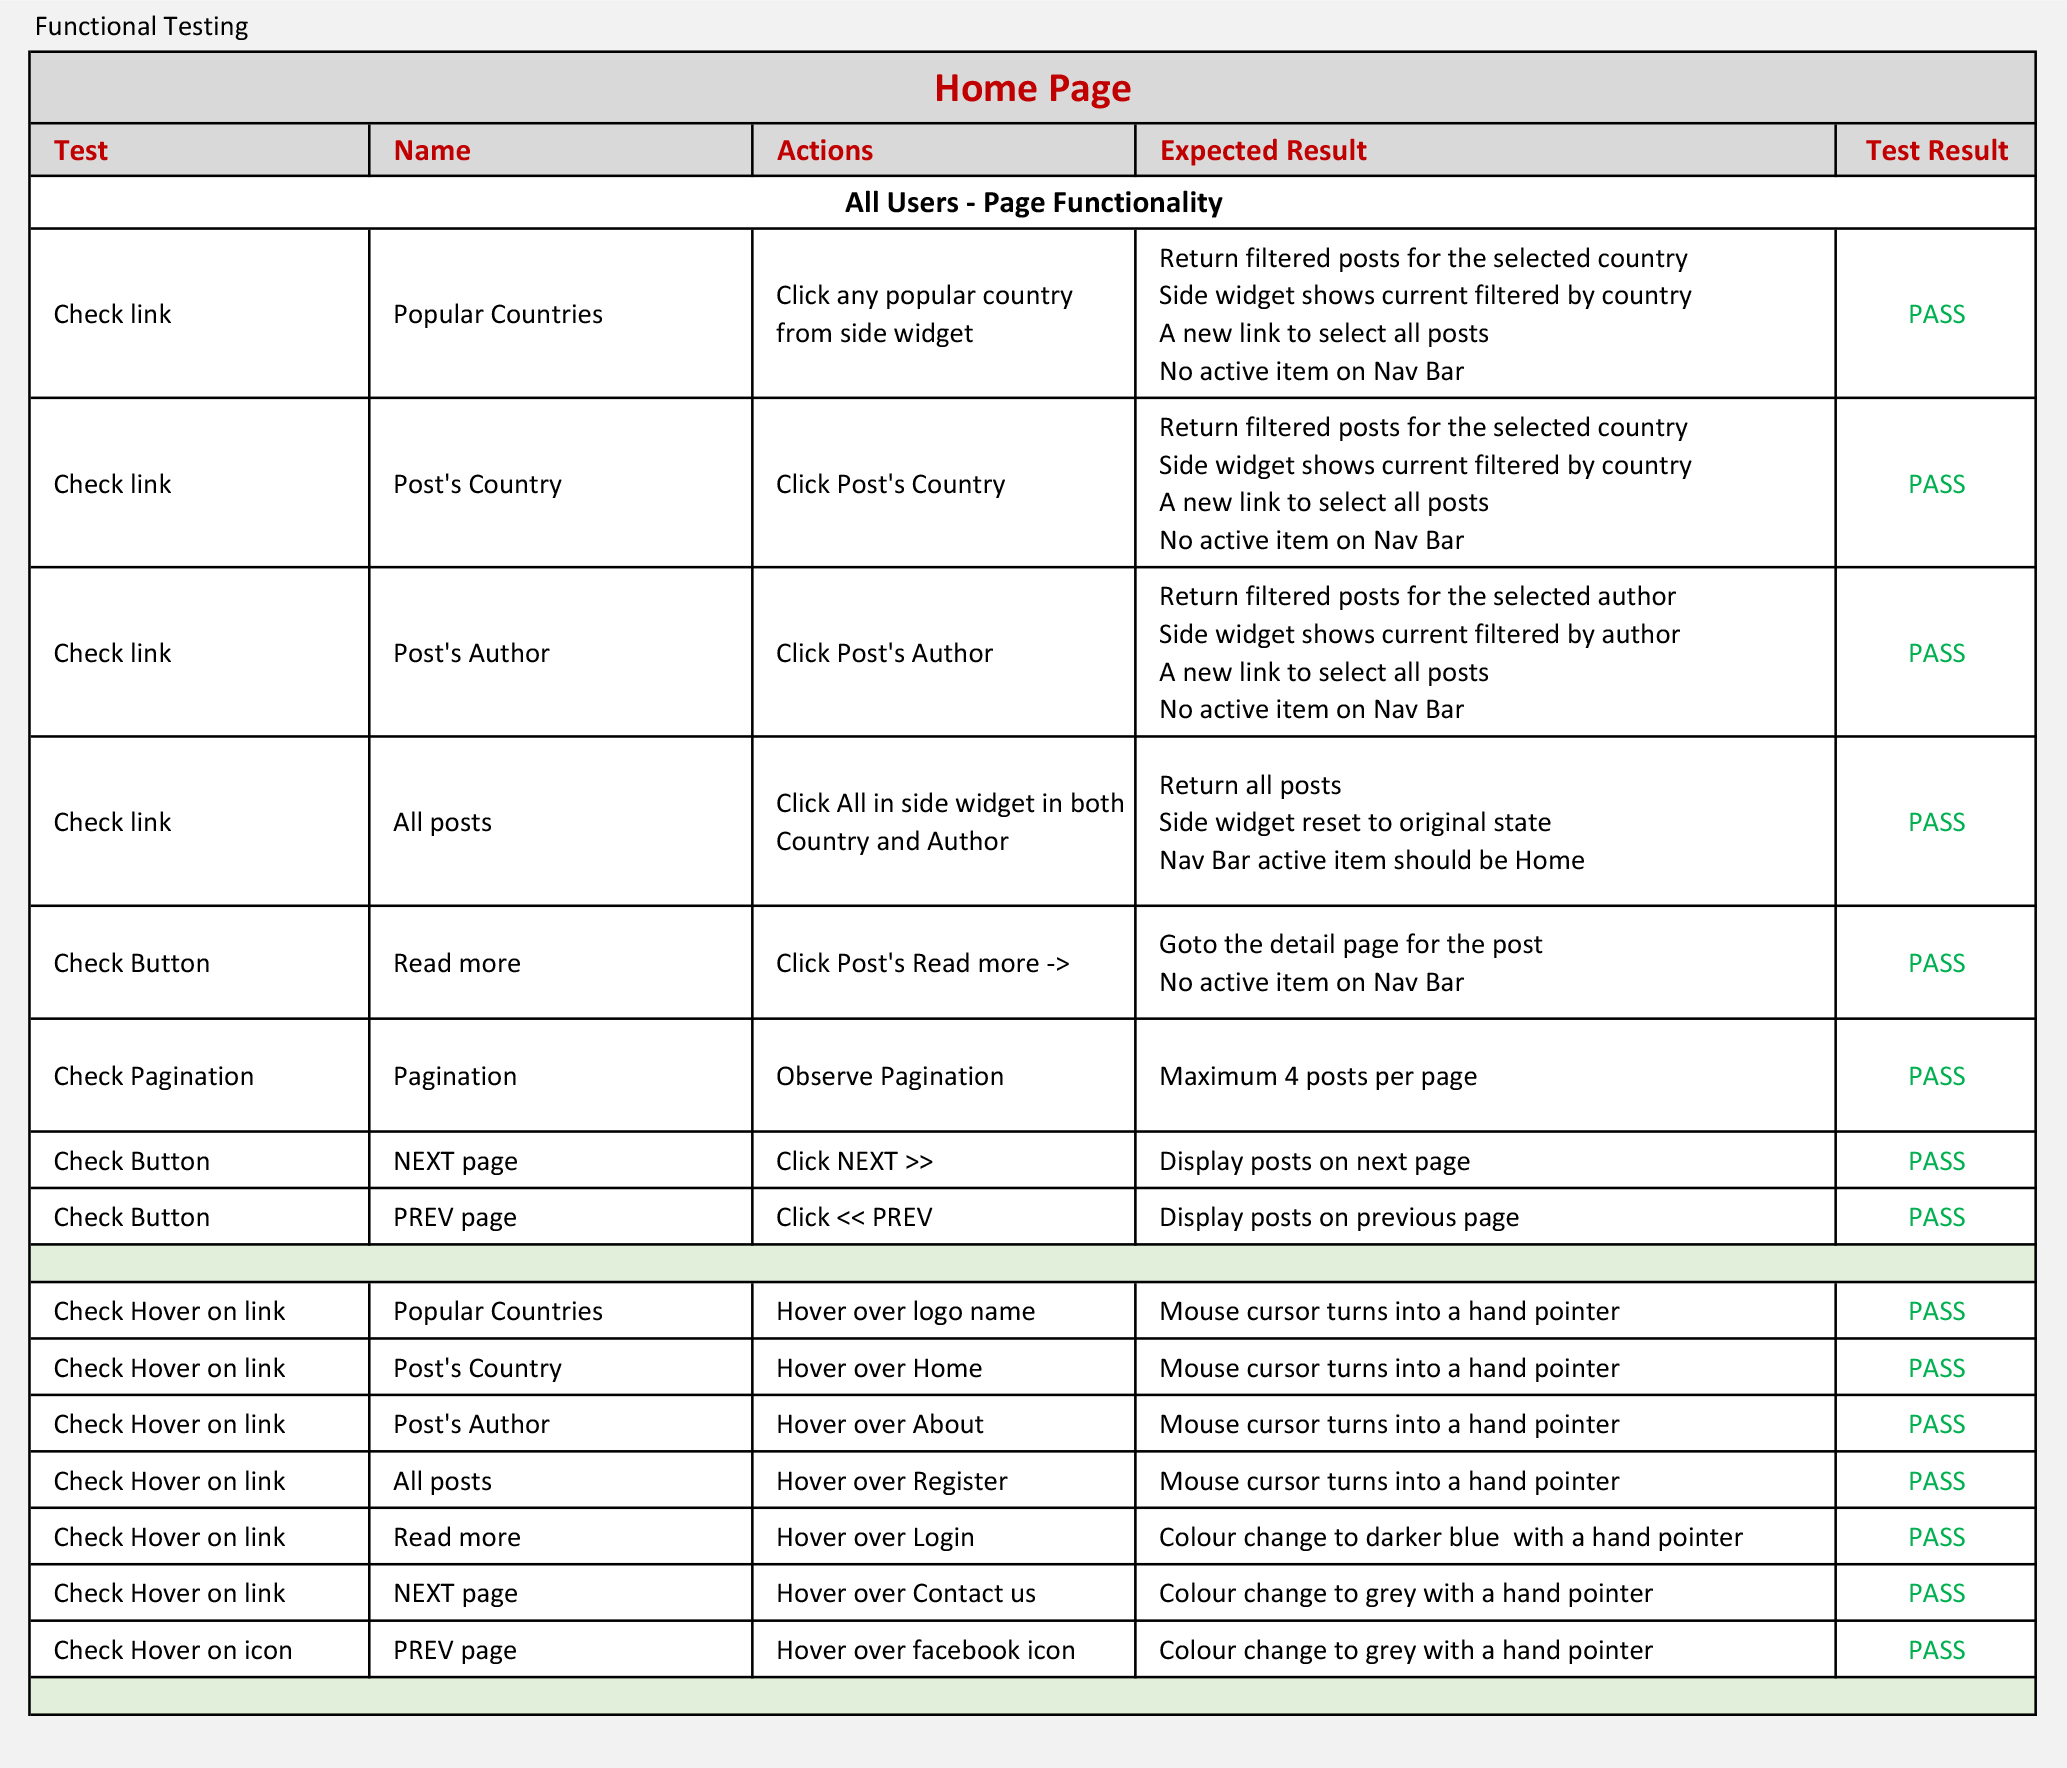 Functional Testing
Home Page
Test Name Actions Expected Result Test Result
All Users - Page Functionality
Check link
Popular Countries
Click any popular country
from side widget
Return filtered posts for the selected country
Side widget shows current filtered by country
A new link to select all posts
No active item on Nav Bar
PASS
Check link
Post's Country
Click Post's Country
Return filtered posts for the selected country
Side widget shows current filtered by country
A new link to select all posts
No active item on Nav Bar
PASS
Check link
Post's Author
Click Post's Author
Return filtered posts for the selected author
Side widget shows current filtered by author
A new link to select all posts
No active item on Nav Bar
PASS
Check link
All posts
Click All in side widget in both
Country and Author
Return all posts
Side widget reset to original state
Nav Bar active item should be Home
PASS
Check Button
Read more
Click Post's Read more ->
Goto the detail page for the post
No active item on Nav Bar
PASS
Check Pagination Pagination Observe Pagination Maximum 4 posts per page PASS
Check Button NEXT page Click NEXT >> Display posts on next page PASS
Check Button PREV page Click << PREV Display posts on previous page PASS
Check Hover on link Popular Countries Hover over logo name Mouse cursor turns into a hand pointer PASS
Check Hover on link Post's Country Hover over Home Mouse cursor turns into a hand pointer PASS
Check Hover on link Post's Author Hover over About Mouse cursor turns into a hand pointer PASS
Check Hover on link All posts Hover over Register Mouse cursor turns into a hand pointer PASS
Check Hover on link Read more Hover over Login Colour change to darker blue  with a hand pointer PASS
Check Hover on link NEXT page Hover over Contact us Colour change to grey with a hand pointer PASS
Check Hover on icon PREV page Hover over facebook icon Colour change to grey with a hand pointer PASS